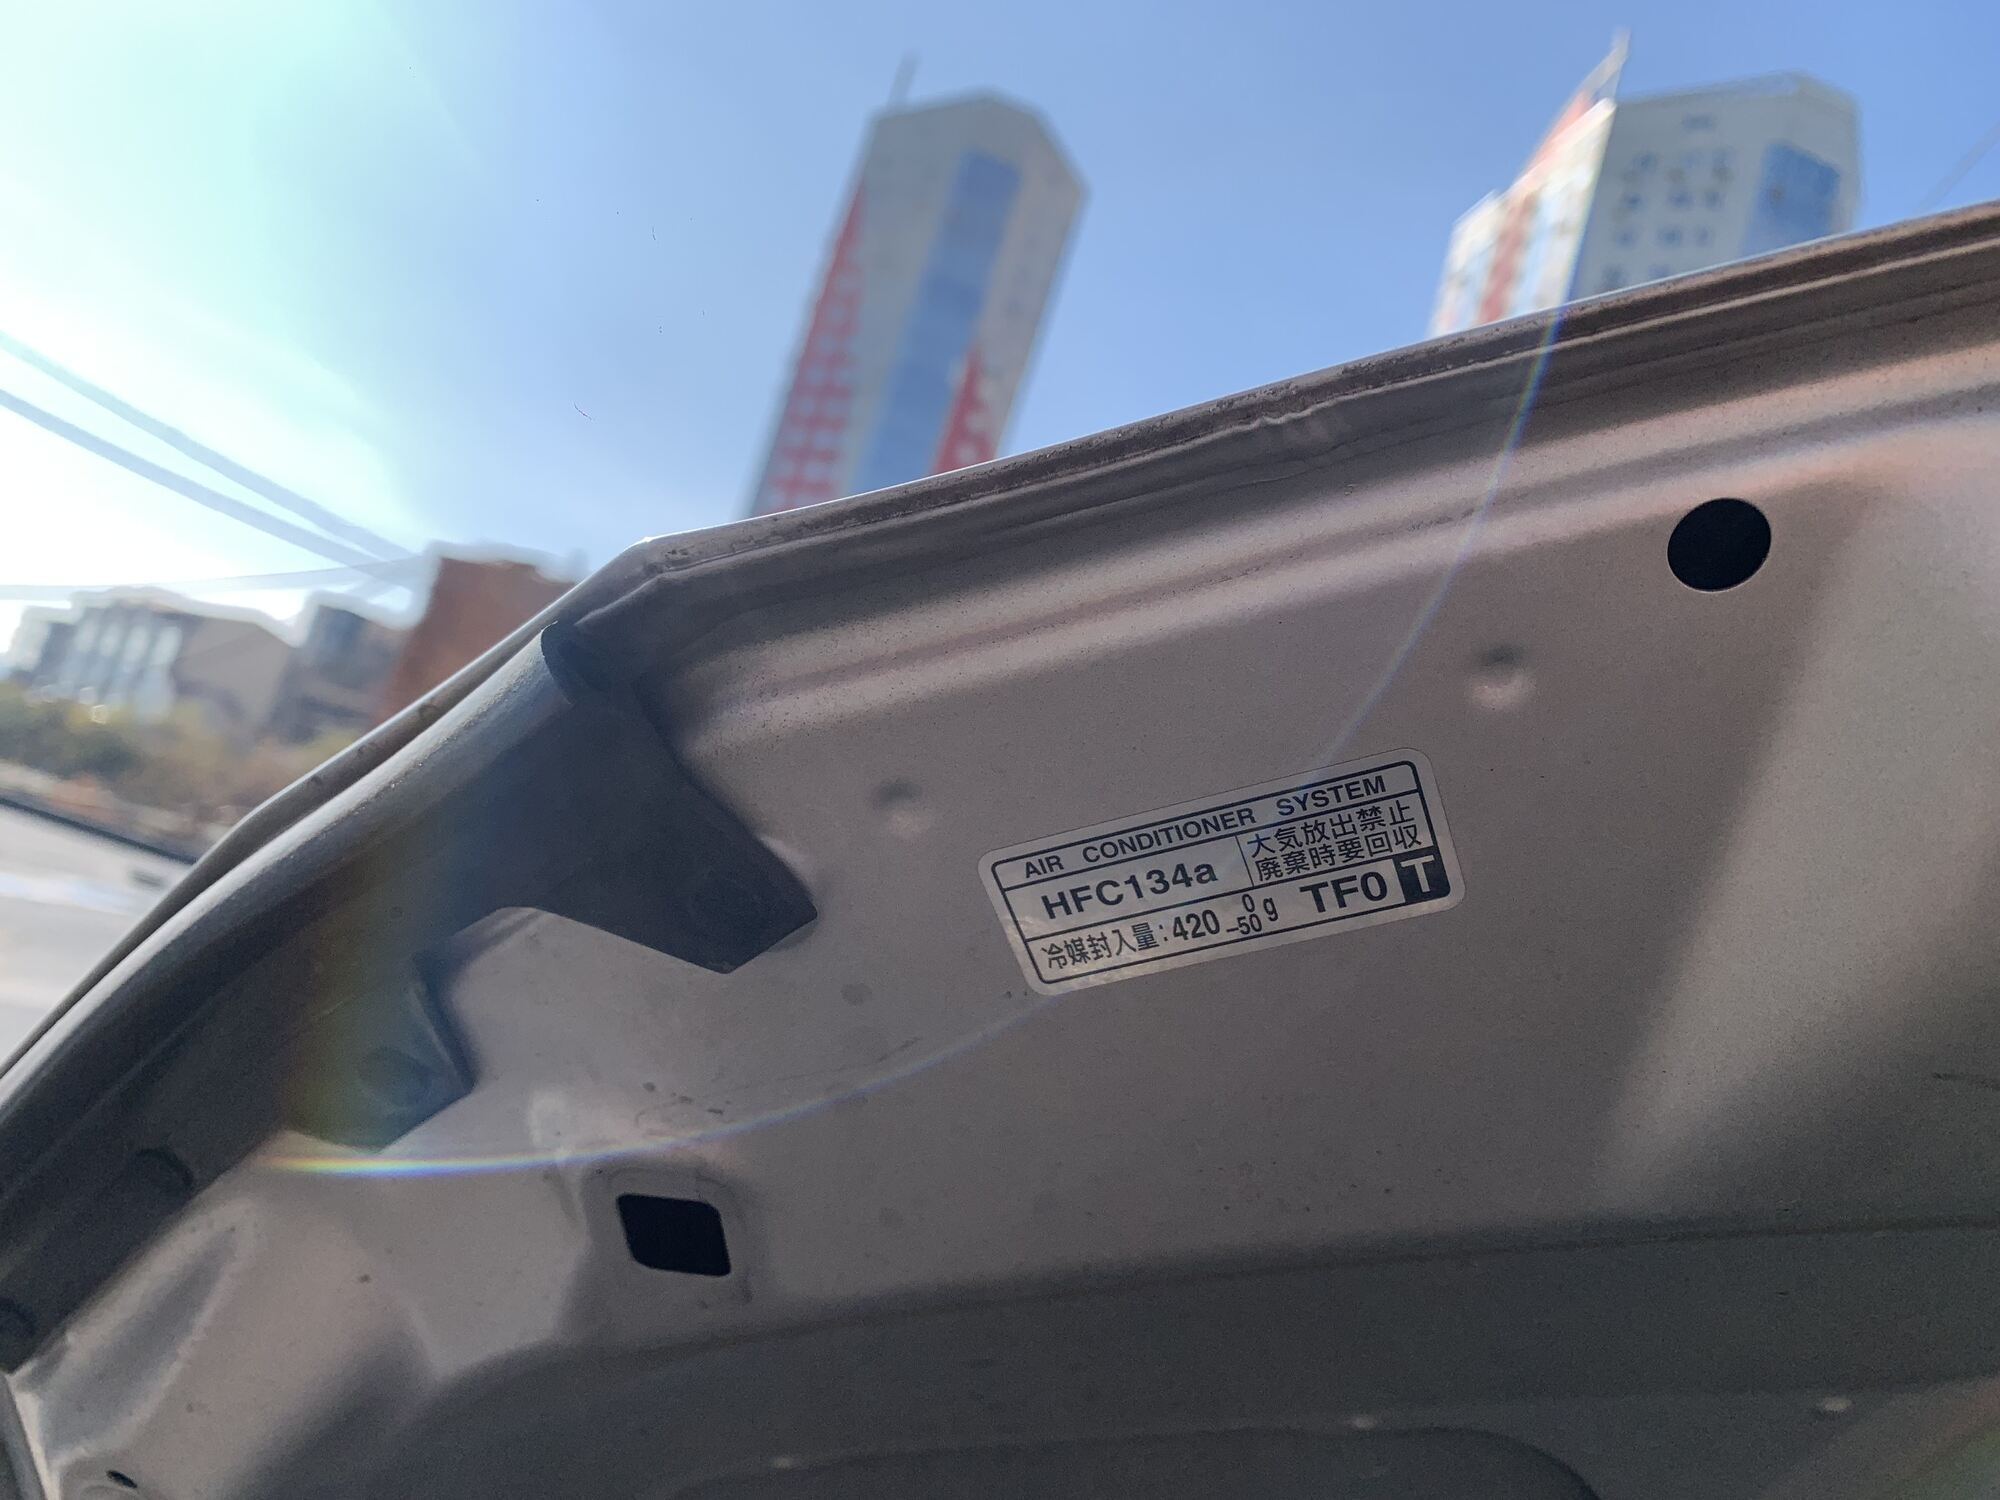 AIR CONDITIONER SYSTEM
HFC134a
大気放出禁止
廃棄時要回収
冷媒封入量:420 0 -50 g TF0 T